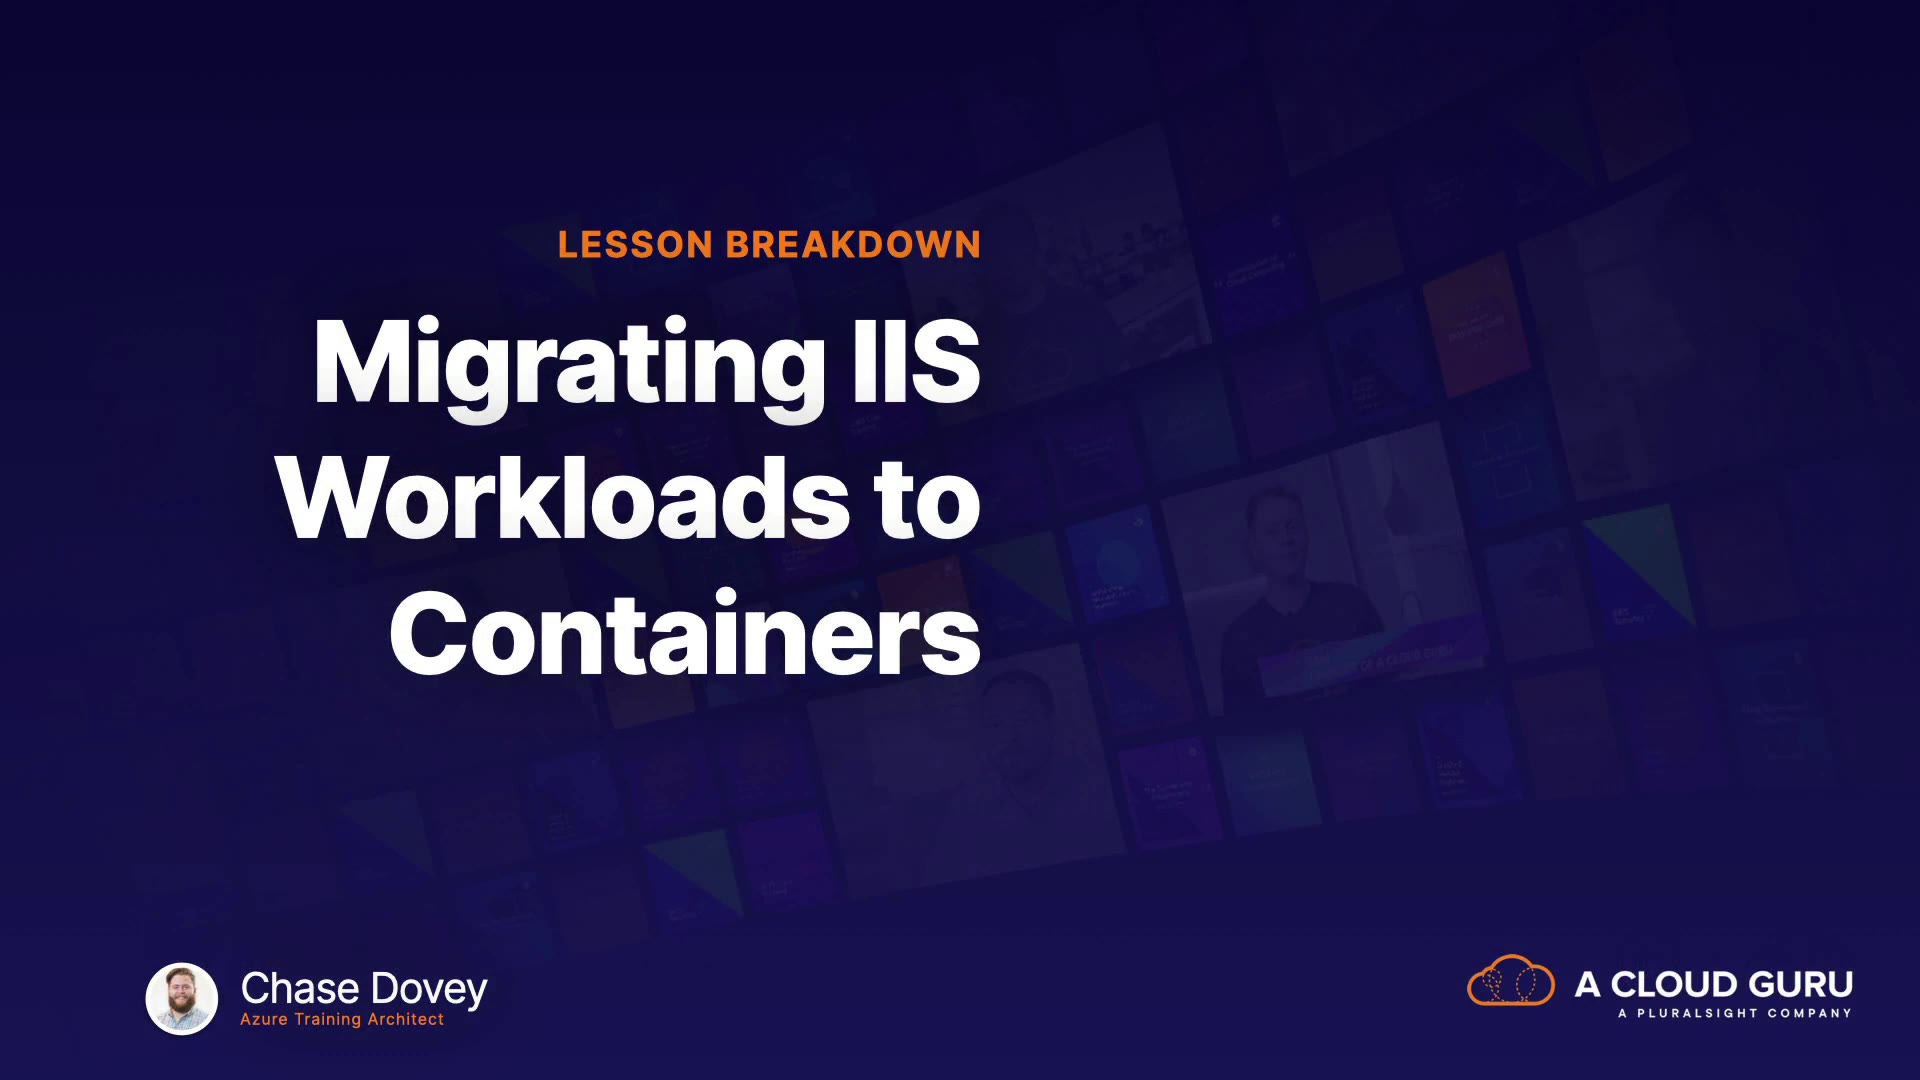 LESSON BREAKDOWN
Migrating IIS
Workloads to
Containers
Chase Dovey
Azure Training Architect
A CLOUD GURU
A PLURALSIGHT COMPANY